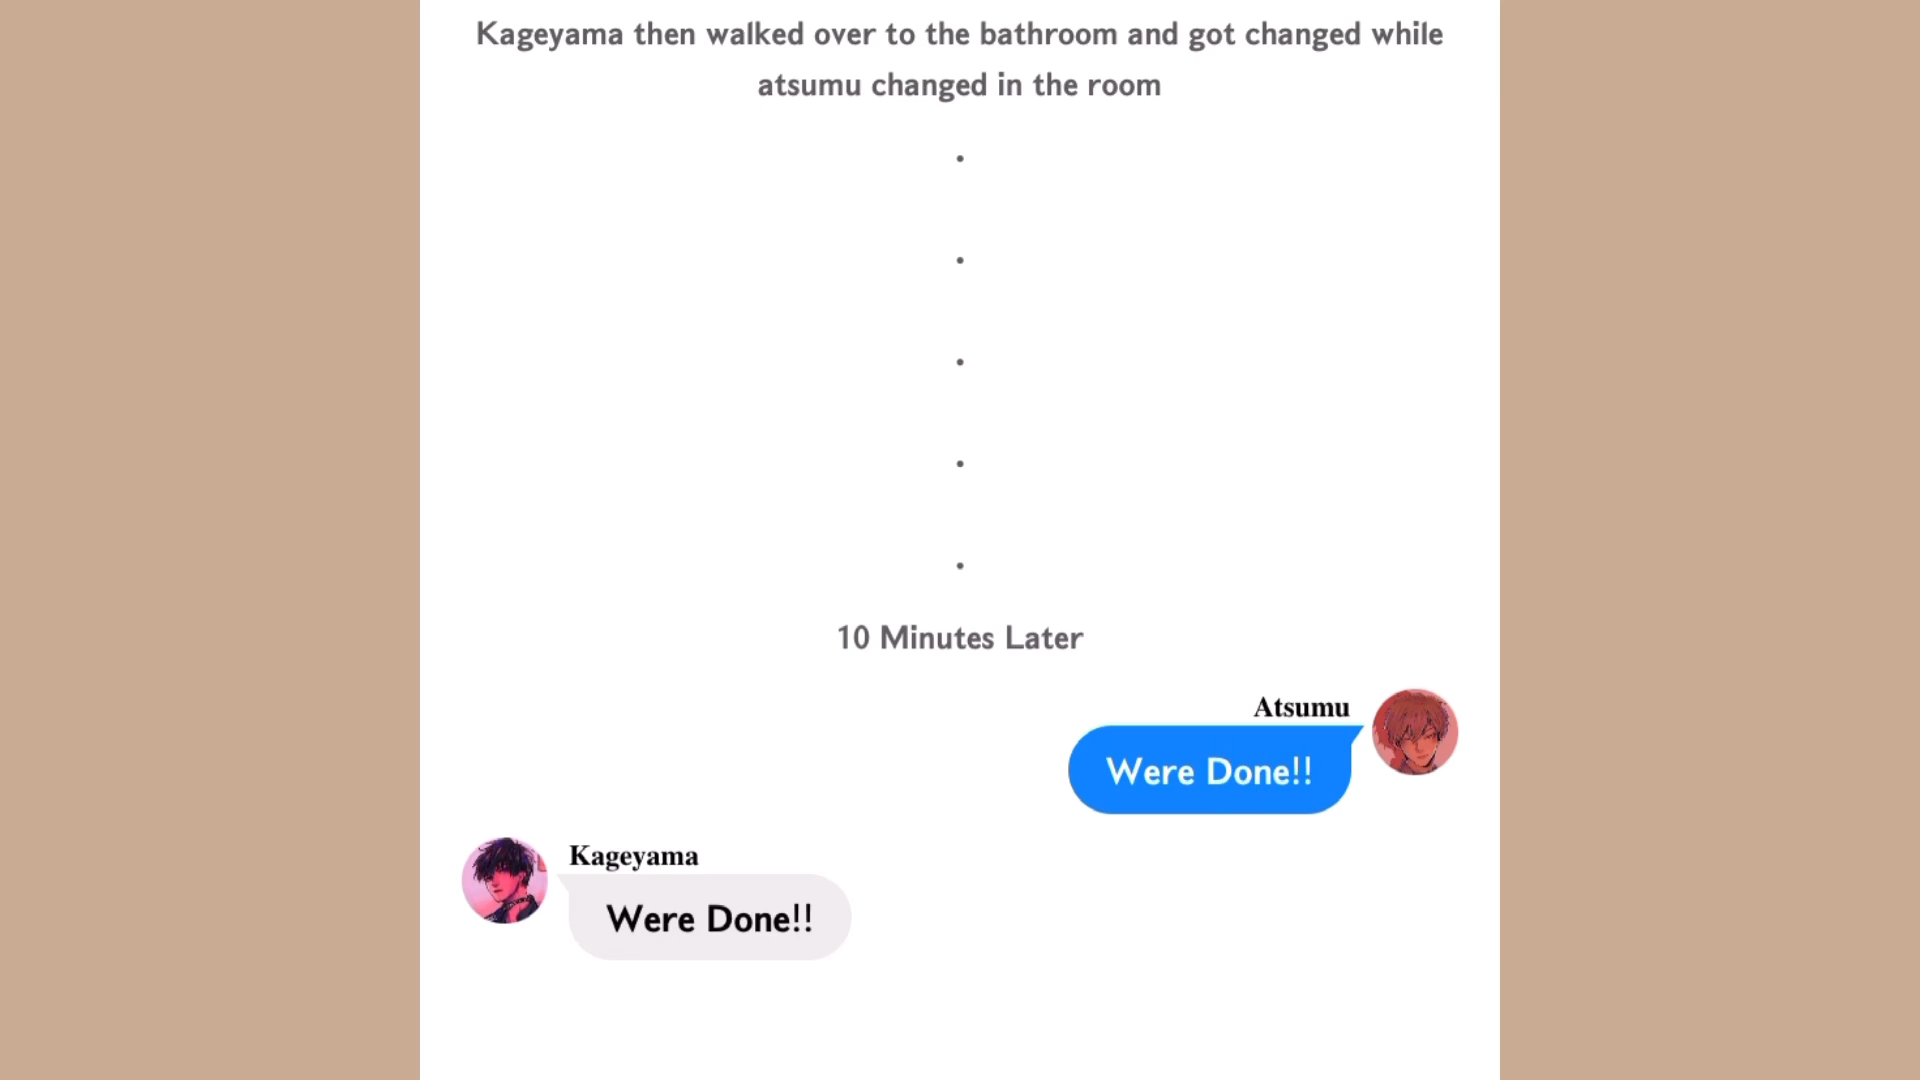 Kageyama then walked over to the bathroom and got changed while
atsumu changed in the room
.
.
.
.
.
10 Minutes Later
Atsumu
Were Done!!
Kageyama
Were Done!!